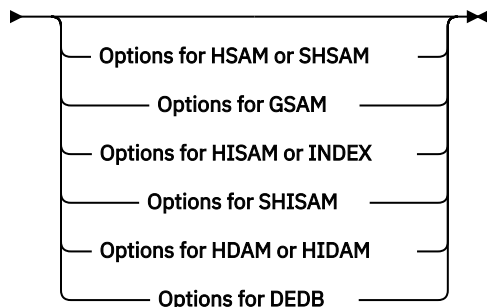 Options for HSAM or SHSAM
Options for GSAM
Options for HISAM or INDEX
Options for SHISAM
Options for HDAM or HIDAM
Options for DEDB